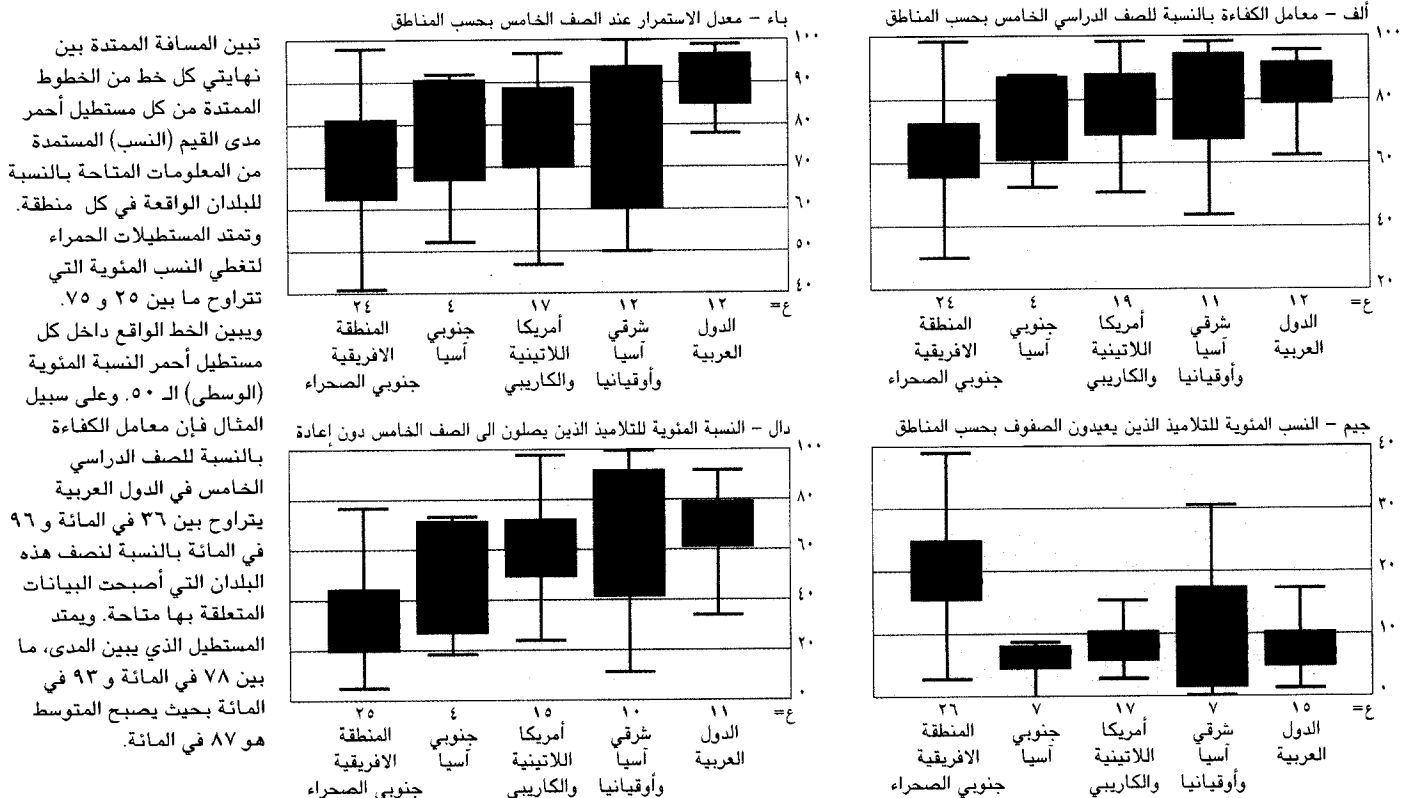 ألف – معامل الكفاءة بالنسبة للصف الدراسي الخامس بحسب المناطق
١٠٠
٨٠
٦٠
٤٠
٢٠
ع= ١٢ ١١ ١٩ ٤ ٢٤
الدول شرقي أمريكا جنوبي المنطقة
العربية آسيا اللاتينية آسيا الافريقية
وأوقيانيا والكاريبي جنوبي الصحراء
باء – معدل الاستمرار عند الصف الخامس بحسب المناطق
١٠٠
٩٠
٨٠
٧٠
٦٠
٥٠
٤٠
ع= ١٢ ١٢ ١٧ ٤ ٢٤
الدول شرقي أمريكا جنوبي المنطقة
العربية آسيا اللاتينية آسيا الافريقية
وأوقيانيا والكاريبي جنوبي الصحراء
جيم – النسب المئوية للتلاميذ الذين يعيدون الصفوف بحسب المناطق
٤٠
٣٠
٢٠
١٠
٠
ع= ١٥ ٧ ١٧ ٧ ٢٦
الدول شرقي أمريكا جنوبي المنطقة
العربية آسيا اللاتينية آسيا الافريقية
وأوقيانيا والكاريبي جنوبي الصحراء
دال – النسبة المئوية للتلاميذ الذين يصلون الى الصف الخامس دون إعادة
١٠٠
٨٠
٦٠
٤٠
٢٠
٠
ع= ١١ ١٠ ١٥ ٤ ٢٥
الدول شرقي أمريكا جنوبي المنطقة
العربية آسيا اللاتينية آسيا الافريقية
وأوقيانيا والكاريبي جنوبي الصحراء
تبين المسافة الممتدة بين
نهايتي كل خط من الخطوط
الممتدة من كل مستطيل أحمر
مدى القيم (النسب) المستمدة
من المعلومات المتاحة بالنسبة
للبلدان الواقعة في كل منطقة.
وتمتد المستطيلات الحمراء
لتغطي النسب المئوية التي
تتراوح ما بين ٢٥ و ٧٥.
ويبين الخط الواقع داخل كل
مستطيل أحمر النسبة المئوية
(الوسطى) الـ ٥٠. وعلى سبيل
المثال فإن معامل الكفاءة
بالنسبة للصف الدراسي
الخامس في الدول العربية
يتراوح بين ٣٦ في المائة و ٩٦
في المائة بالنسبة لنصف هذه
البلدان التي أصبحت البيانات
المتعلقة بها متاحة. ويمتد
المستطيل الذي يبين المدى، ما
بين ٧٨ في المائة و ٩٣ في
المائة بحيث يصبح المتوسط
هو ٨٧ في المائة.